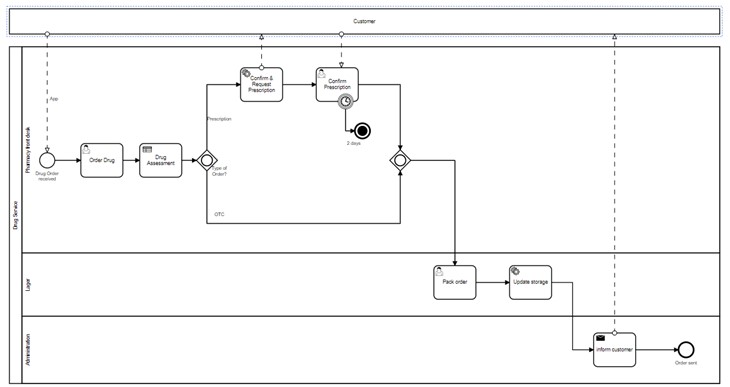 Customer
App
Drug Service
Pharmacy front desk
Drug Order
received
Order Drug
Drug
Assessment
Type of
Order?
Prescription
OTC
Confirm &
Request
Prescription
Confirm
Prescription
2 days
Lager
Pack order
Update storage
Administration
inform customer
Order sent